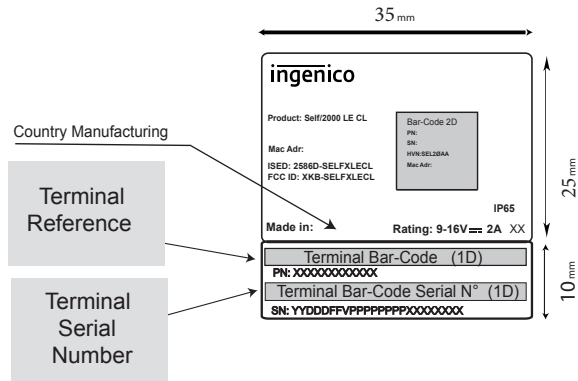 35 mm
ingenico
Product: Self/2000 LE CL
Bar-Code 2D
PN:
SN:
HVN:SEL2ØAA
Mac Adr:
Country Manufacturing
Mac Adr:
ISED: 2586D-SELFXLECL
FCC ID: XKB-SELFXLECL
25 mm
IP65
Made in:
Rating: 9-16V⎓ 2A XX
Terminal
Reference
Terminal Bar-Code (1D)
PN: XXXXXXXXXXXX
10 mm
Terminal Bar-Code Serial N° (1D)
SN: YYDDDFFVPPPPPPPPXXXXXXXX
Terminal
Serial
Number